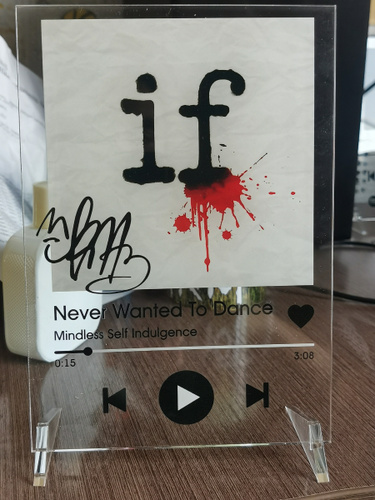 if
Never Wanted To Dance
Mindless Self Indulgence
0:15
3:08